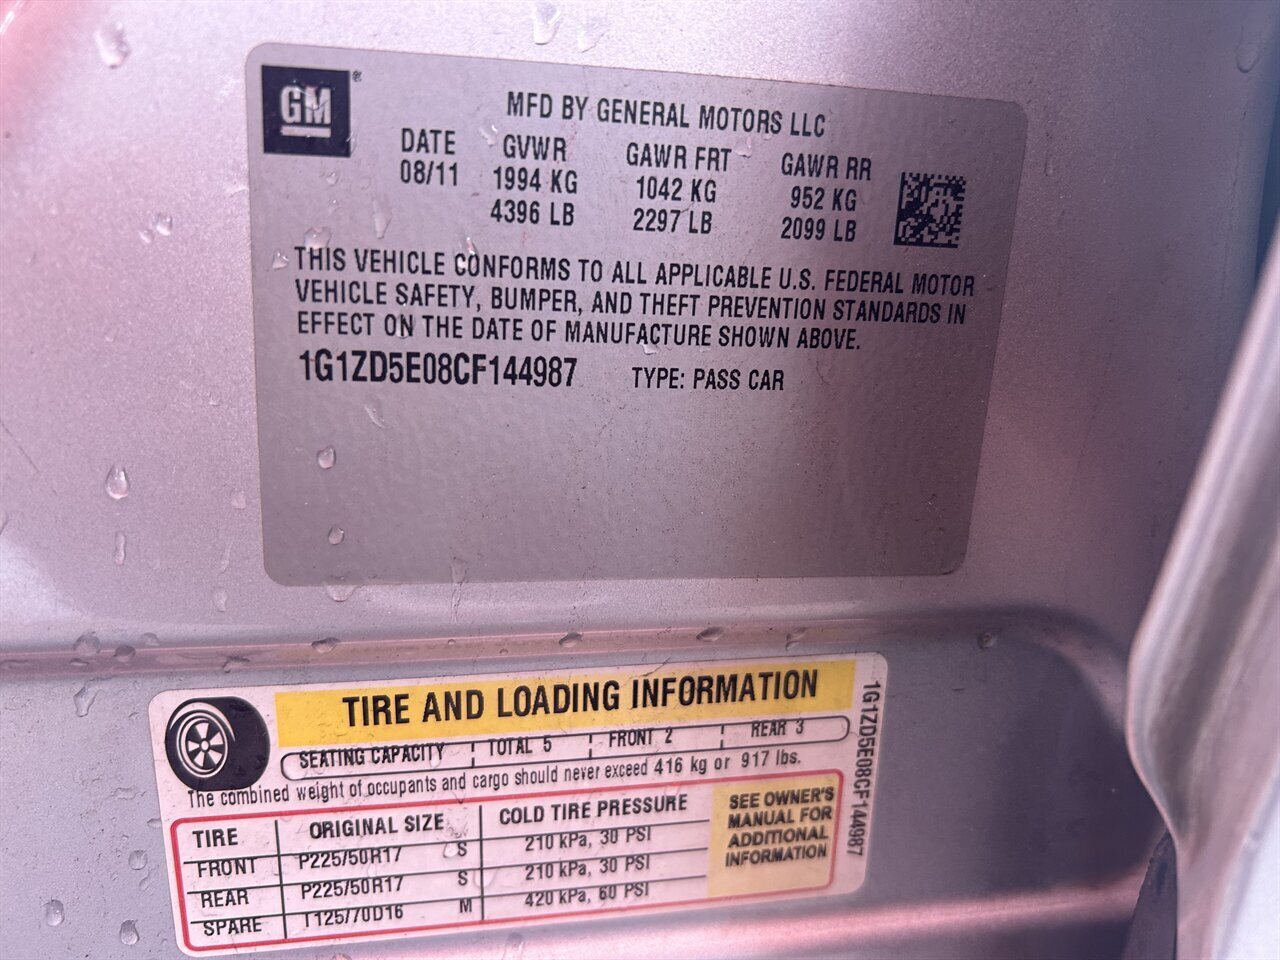 GM ®
MFD BY GENERAL MOTORS LLC
DATE GVWR GAWR FRT GAWR RR
08/11 1994 KG 1042 KG 952 KG
4396 LB 2297 LB 2099 LB
THIS VEHICLE CONFORMS TO ALL APPLICABLE U.S. FEDERAL MOTOR
VEHICLE SAFETY, BUMPER, AND THEFT PREVENTION STANDARDS IN
EFFECT ON THE DATE OF MANUFACTURE SHOWN ABOVE.
1G1ZD5E08CF144987 TYPE: PASS CAR
TIRE AND LOADING INFORMATION
SEATING CAPACITY TOTAL 5 FRONT 2 REAR 3
The combined weight of occupants and cargo should never exceed 416 kg or 917 lbs.
TIRE ORIGINAL SIZE COLD TIRE PRESSURE
FRONT P225/50R17 S 210 kPa, 30 PSI
REAR P225/50R17 S 210 kPa, 30 PSI
SPARE T125/70D16 M 420 kPa, 60 PSI
SEE OWNER'S
MANUAL FOR
ADDITIONAL
INFORMATION
1G1ZD5E08CF144987